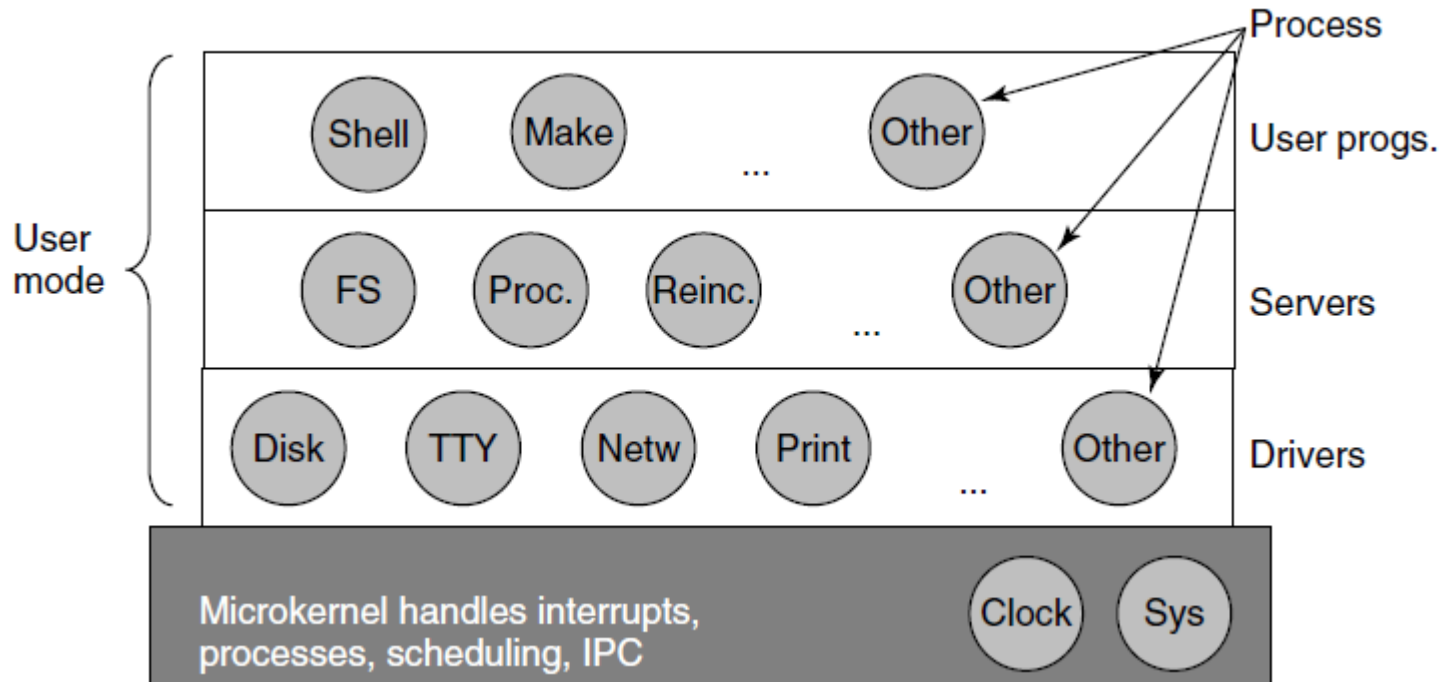 Process
Shell
Make
...
Other
User progs.
User
mode
FS
Proc.
Reinc.
...
Other
Servers
Disk
TTY
Netw
Print
...
Other
Drivers
Microkernel handles interrupts,
processes, scheduling, IPC
Clock
Sys